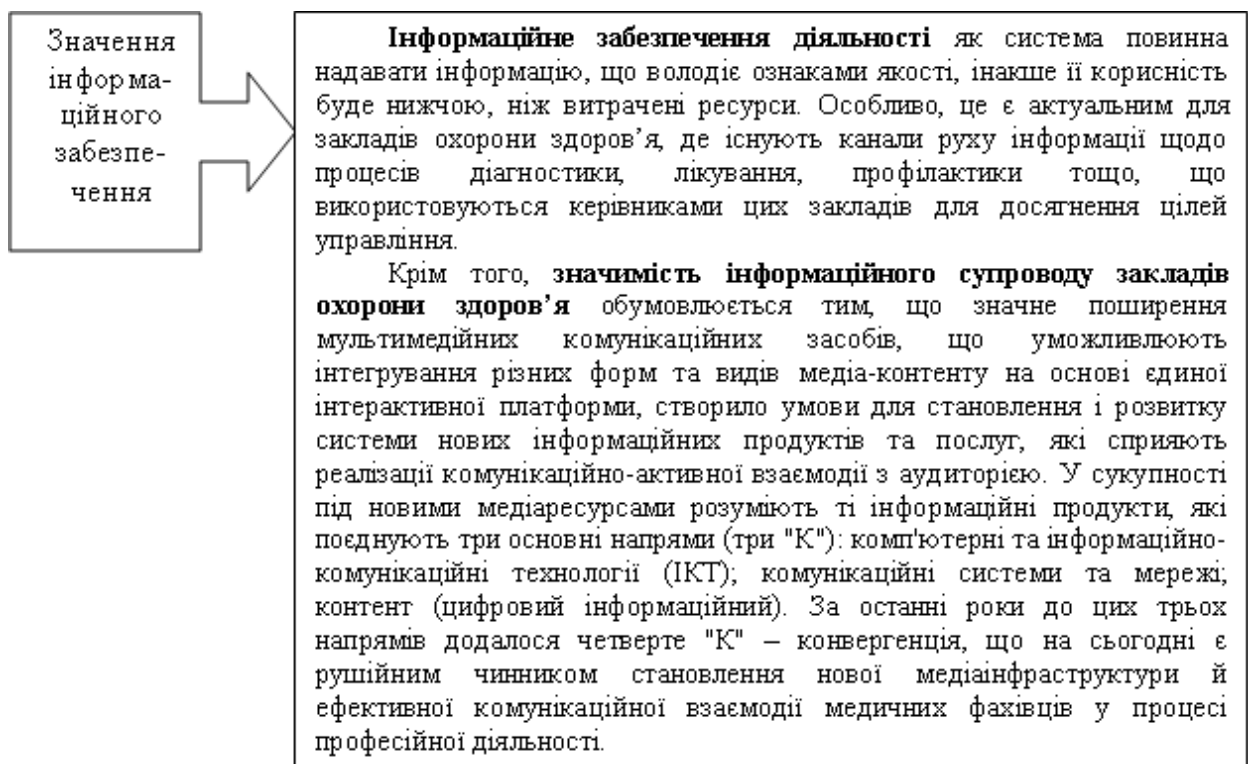 Значення
інформа-
ційного
забезпе-
чення
Інформаційне забезпечення діяльності як система повинна
надавати інформацію, що володіє ознаками якості, інакше її корисність
буде нижчою, ніж витрачені ресурси. Особливо, це є актуальним для
закладів охорони здоров’я, де існують канали руху інформації щодо
процесів діагностики, лікування, профілактики тощо, що
використовуються керівниками цих закладів для досягнення цілей
управління.
Крім того, значимість інформаційного супроводу закладів
охорони здоров’я обумовлюється тим, що значне поширення
мультимедійних комунікаційних засобів, що уможливлюють
інтегрування різних форм та видів медіа-контенту на основі єдиної
інтерактивної платформи, створило умови для становлення і розвитку
системи нових інформаційних продуктів та послуг, які сприяють
реалізації комунікаційно-активної взаємодії з аудиторією. У сукупності
під новими медіаресурсами розуміють ті інформаційні продукти, які
поєднують три основні напрями (три "К"): комп'ютерні та інформаційно-
комунікаційні технології (ІКТ); комунікаційні системи та мережі;
контент (цифровий інформаційний). За останні роки до цих трьох
напрямів додалося четверте "К" – конвергенція, що на сьогодні є
рушійним чинником становлення нової медіаінфраструктури й
ефективної комунікаційної взаємодії медичних фахівців у процесі
професійної діяльності.